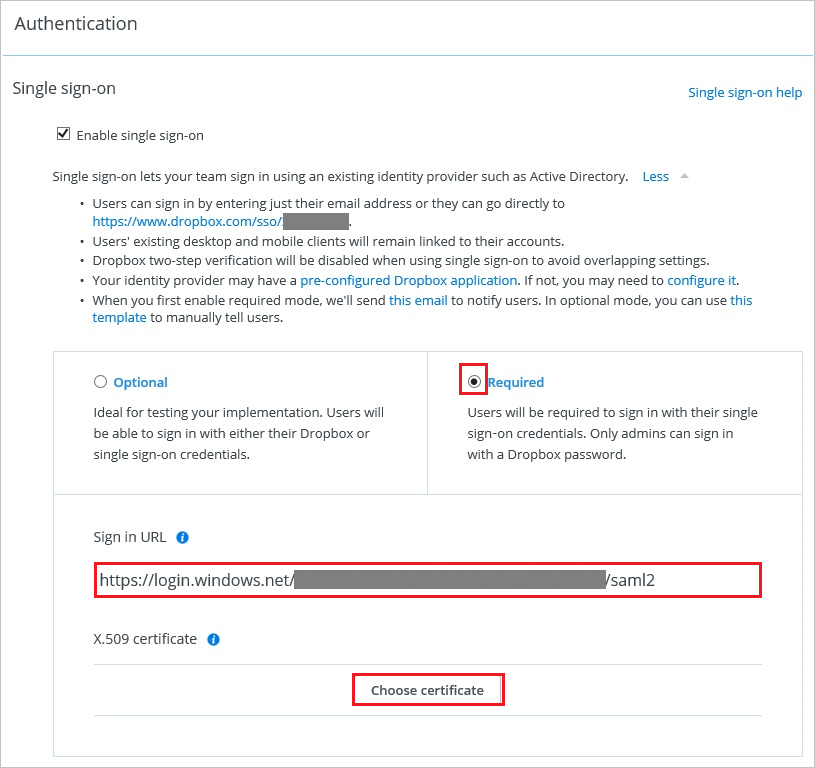 Authentication
Single sign-on
Single sign-on help
Enable single sign-on
Single sign-on lets your team sign in using an existing identity provider such as Active Directory. Less
• Users can sign in by entering just their email address or they can go directly to
https://www.dropbox.com/sso/ .
• Users' existing desktop and mobile clients will remain linked to their accounts.
• Dropbox two-step verification will be disabled when using single sign-on to avoid overlapping settings.
• Your identity provider may have a pre-configured Dropbox application. If not, you may need to configure it.
• When you first enable required mode, we'll send this email to notify users. In optional mode, you can use this
template to manually tell users.
Optional
Ideal for testing your implementation. Users will
be able to sign in with either their Dropbox or
single sign-on credentials.
Required
Users will be required to sign in with their single
sign-on credentials. Only admins can sign in
with a Dropbox password.
Sign in URL
https://login.windows.net/ /saml2
X.509 certificate
Choose certificate